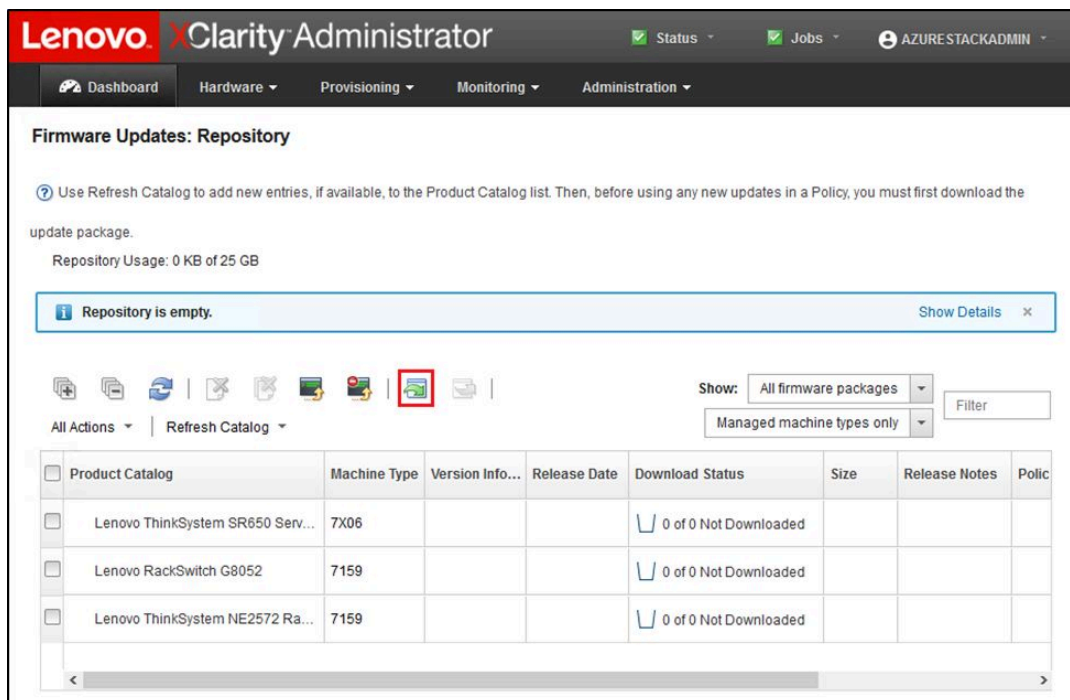 Lenovo. XClarity Administrator Status Jobs AZURESTACKADMIN
Dashboard Hardware Provisioning Monitoring Administration
Firmware Updates: Repository
Use Refresh Catalog to add new entries, if available, to the Product Catalog list. Then, before using any new updates in a Policy, you must first download the
update package.
Repository Usage: 0 KB of 25 GB
Repository is empty. Show Details
Show: All firmware packages
Filter
All Actions Refresh Catalog Managed machine types only
Product Catalog Machine Type Version Info... Release Date Download Status Size Release Notes Polic
Lenovo ThinkSystem SR650 Serv... 7X06 0 of 0 Not Downloaded
Lenovo RackSwitch G8052 7159 0 of 0 Not Downloaded
Lenovo ThinkSystem NE2572 Ra... 7159 0 of 0 Not Downloaded